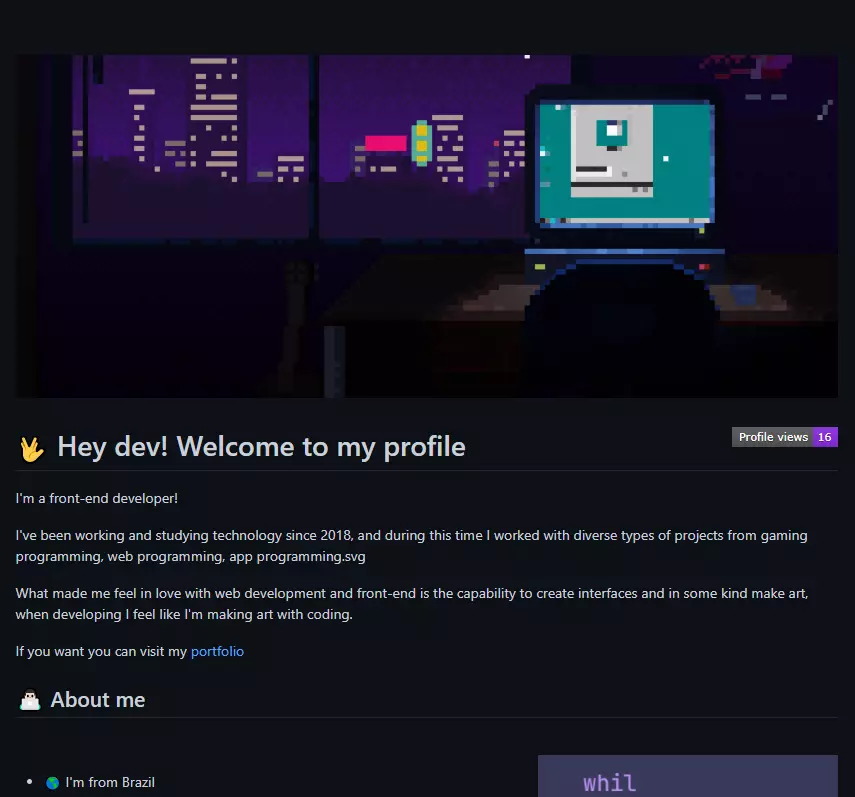 Hey dev! Welcome to my profile
Profile views 16
I'm a front-end developer!
I've been working and studying technology since 2018, and during this time I worked with diverse types of projects from gaming
programming, web programming, app programming.svg
What made me feel in love with web development and front-end is the capability to create interfaces and in some kind make art,
when developing I feel like I'm making art with coding.
If you want you can visit my portfolio
About me
I'm from Brazil
whil